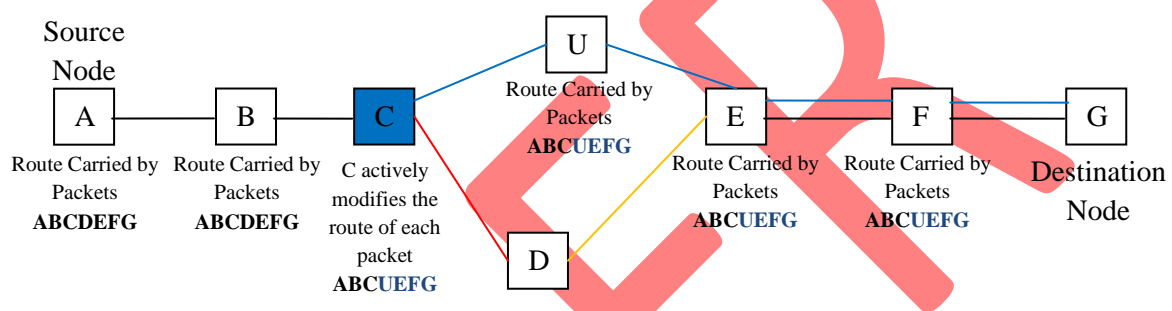 Source
Node
A
Route Carried by
Packets
ABCDEFG
B
Route Carried by
Packets
ABCDEFG
C
C actively
modifies the
route of each
packet
ABCUEFG
U
Route Carried by
Packets
ABCUEFG
D
E
Route Carried by
Packets
ABCUEFG
F
Route Carried by
Packets
ABCUEFG
G
Destination
Node